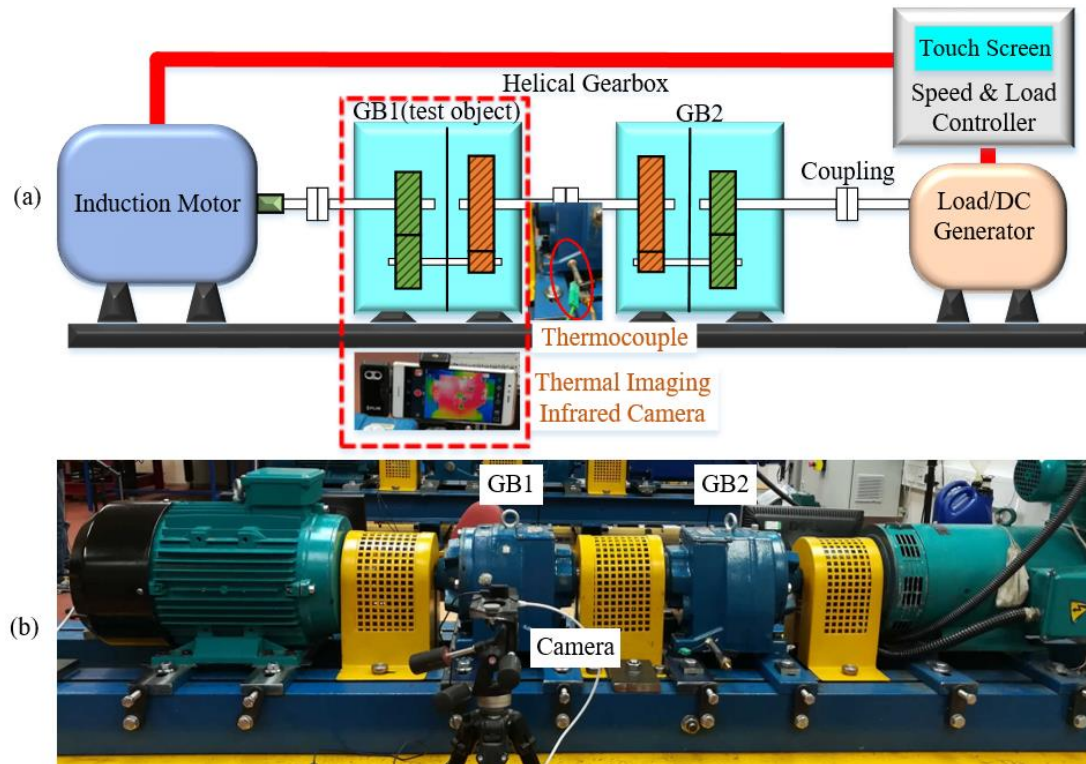 Touch Screen
Speed & Load
Controller
Helical Gearbox
GB1(test object)
GB2
Coupling
(a)
Induction Motor
Load/DC
Generator
Thermocouple
Thermal Imaging
Infrared Camera
GB1
GB2
(b)
Camera